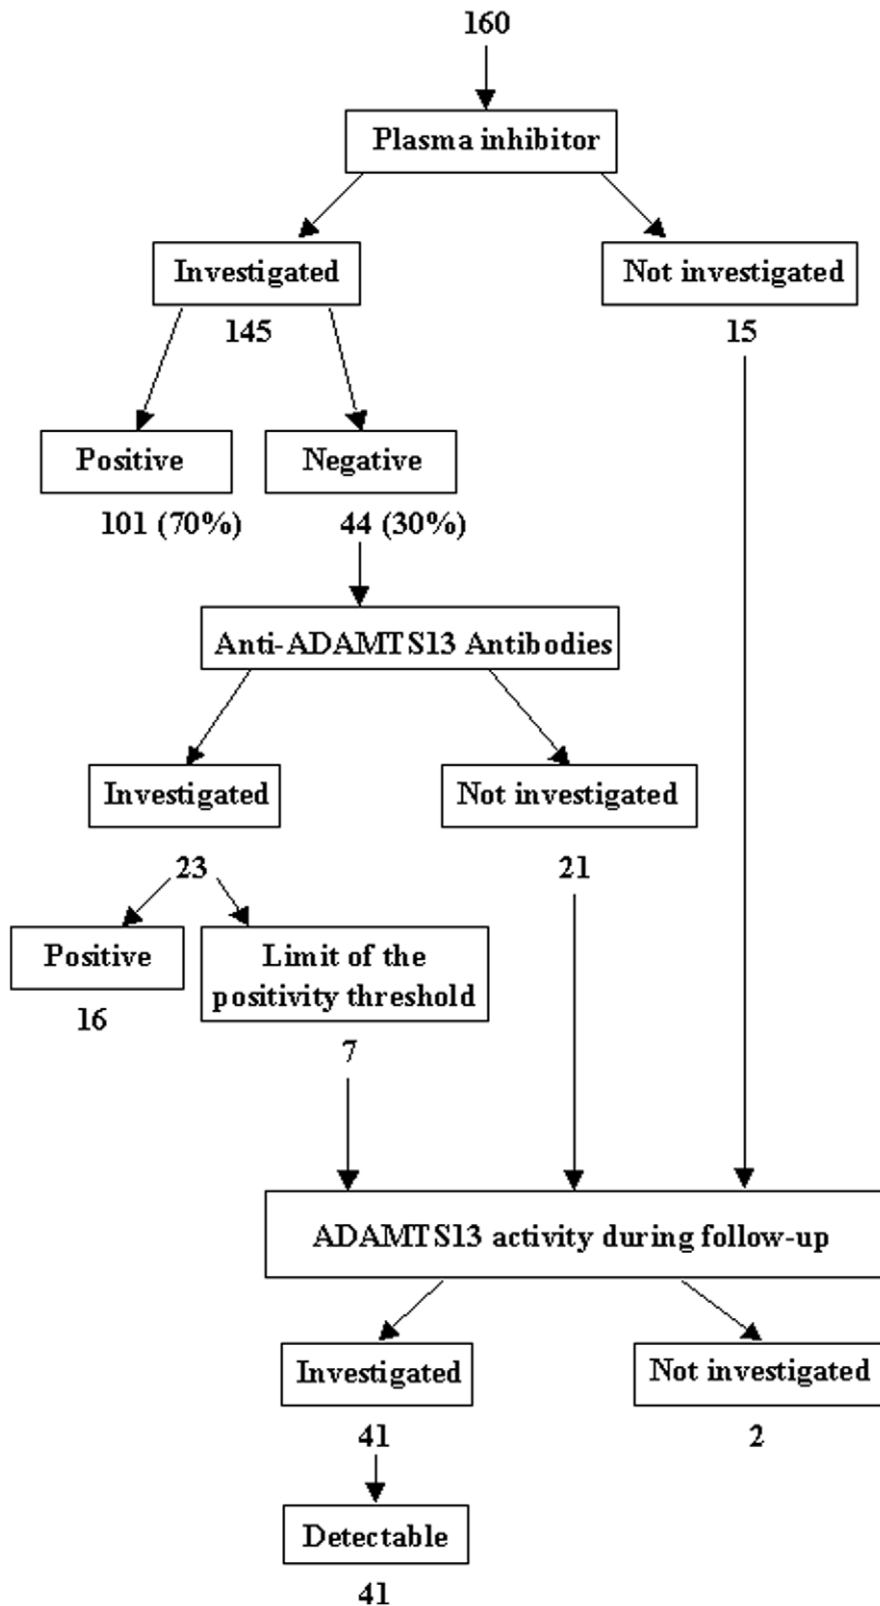 160
Plasma inhibitor
Investigated
Not investigated
145
15
Positive
Negative
101 (70%)
44 (30%)
Anti-ADAMTS13 Antibodies
Investigated
Not investigated
23
21
Positive
Limit of the
positivity threshold
16
7
ADAMTS13 activity during follow-up
Investigated
Not investigated
41
2
Detectable
41